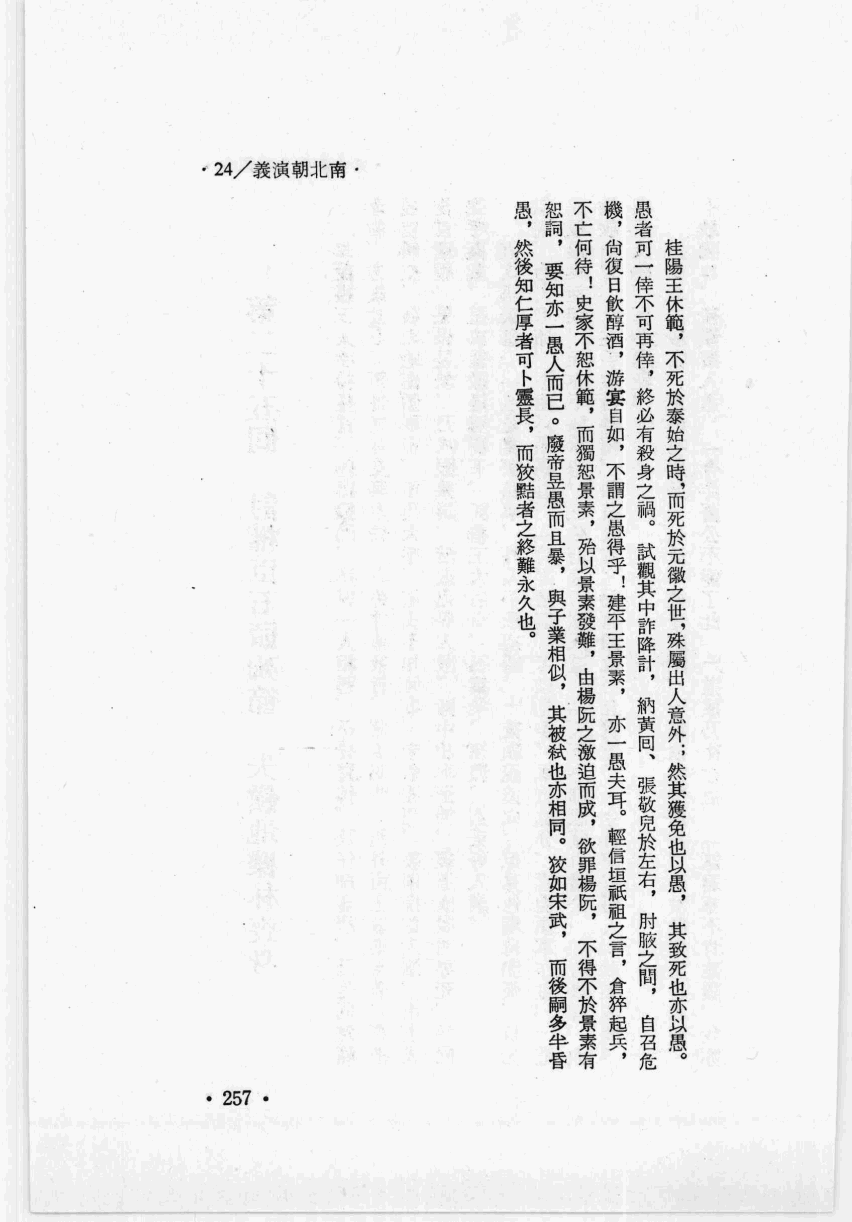 ·24/義演朝北南·
桂陽王休範，不死於泰始之時，而死於元徽之世，殊屬出人意外；然其獲免也以愚，其致死也亦以愚。
愚者可一倖不可再倖，終必有殺身之禍。試觀其中詐降計，納黃囘、張敬兒於左右，肘腋之間，自召危
機，尙復日飲醇酒，游宴自如，不謂之愚得乎！建平王景素，亦一愚夫耳。輕信垣祇祖之言，倉猝起兵，
不亡何待！史家不恕休範，而獨恕景素，殆以景素發難，由楊阮之激迫而成，欲罪楊阮，不得不於景素有
恕詞，要知亦一愚人而已。廢帝昱愚而且暴，與子業相似，其被弒也亦相同。狡如宋武，而後嗣多半昏
愚，然後知仁厚者可卜靈長，而狡黠者之終難永久也。
·257·